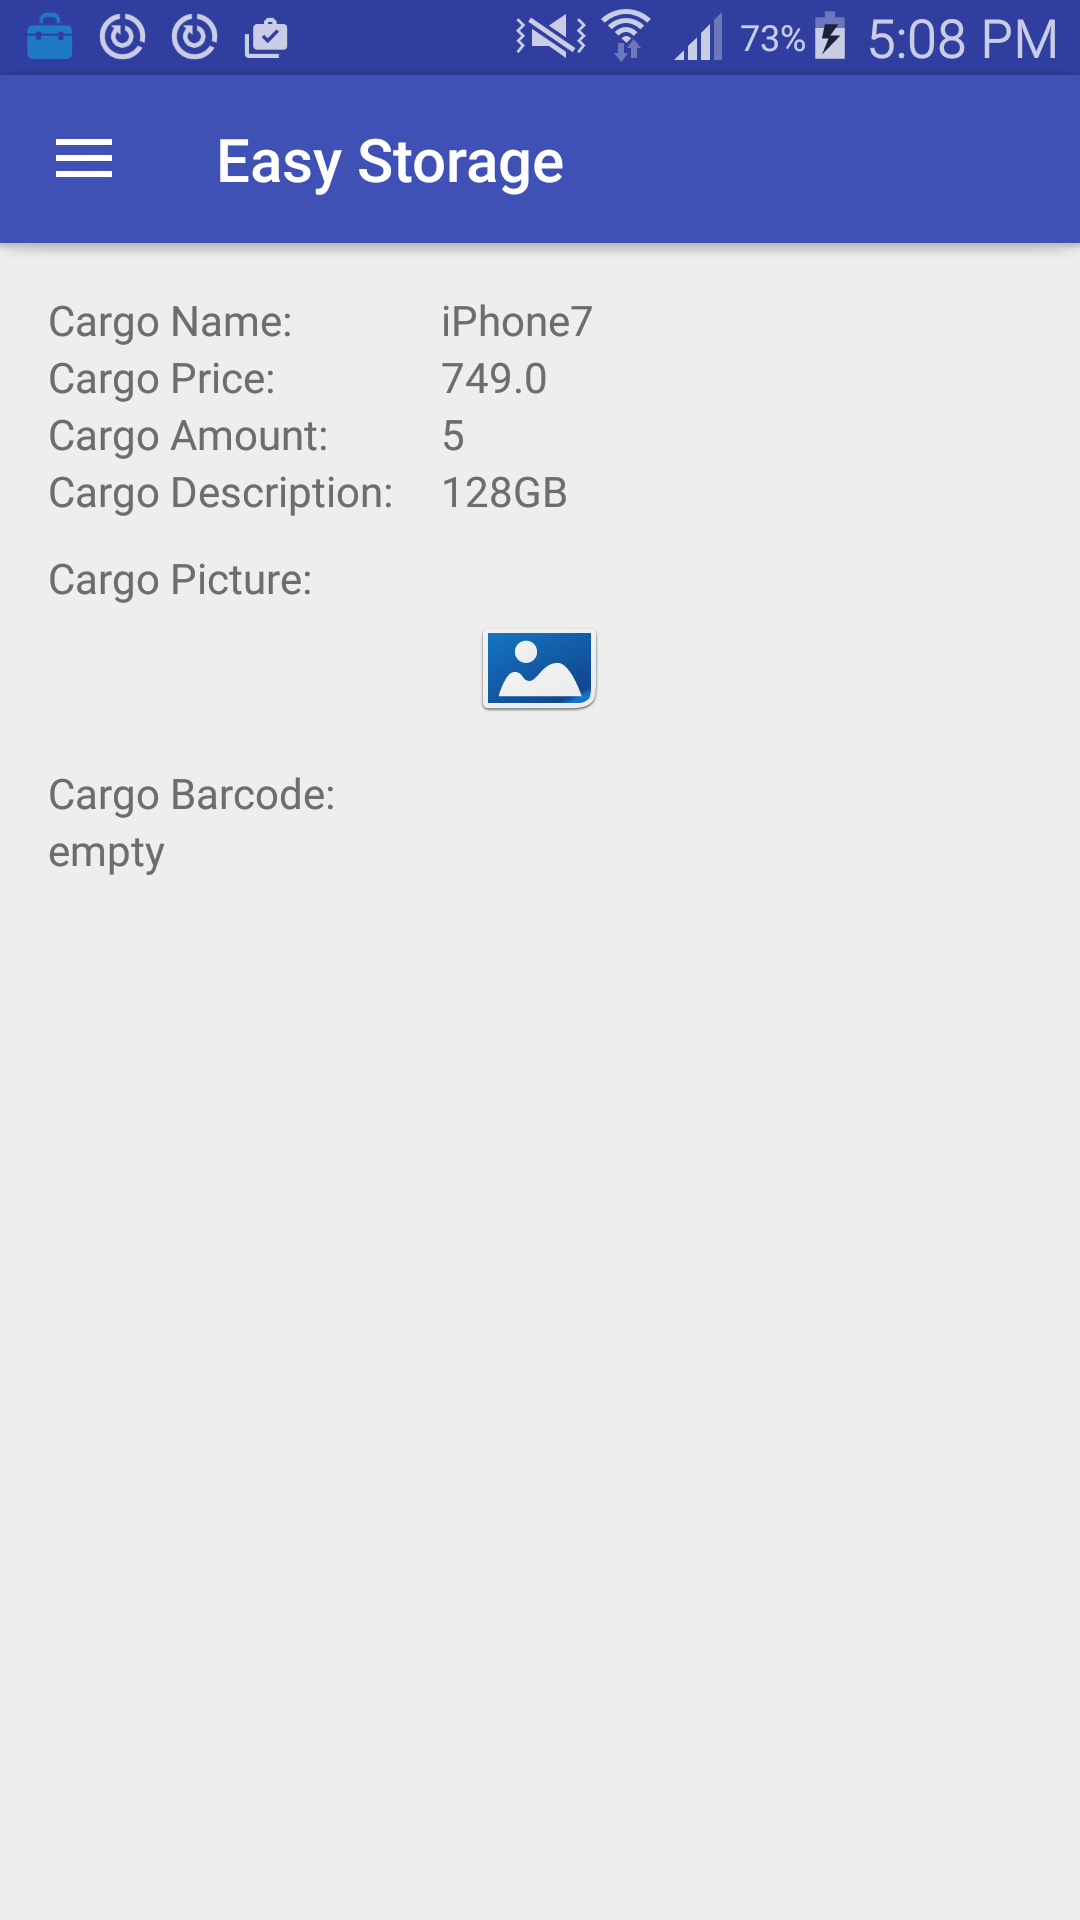 73% 5:08 PM
Easy Storage
Cargo Name: iPhone7
Cargo Price: 749.0
Cargo Amount: 5
Cargo Description: 128GB
Cargo Picture:
Cargo Barcode:
empty